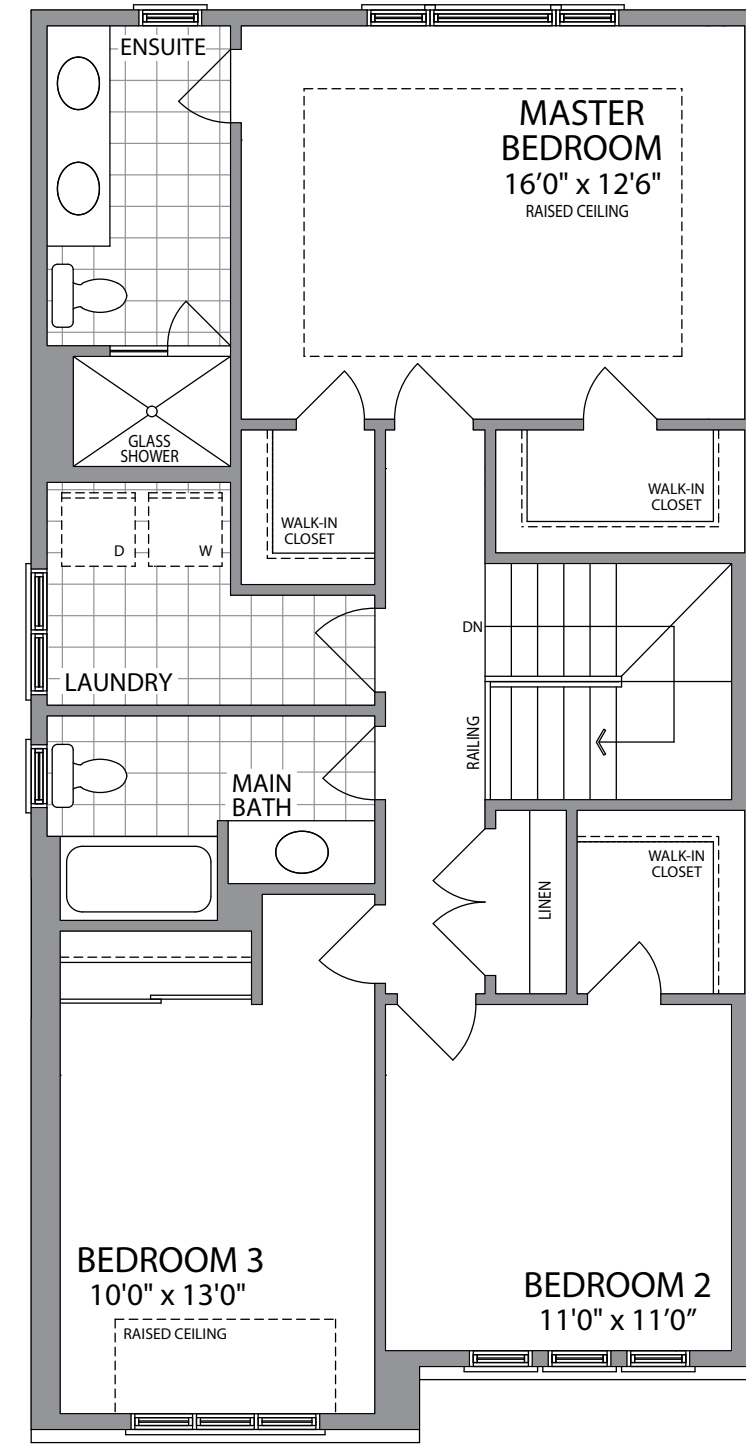 ENSUITE
MASTER
BEDROOM
16'0" x 12'6"
RAISED CEILING
GLASS
SHOWER
WALK-IN
CLOSET
WALK-IN
CLOSET
D
W
DN
LAUNDRY
RAILING
MAIN
BATH
WALK-IN
CLOSET
LINEN
BEDROOM 3
10'0" x 13'0"
RAISED CEILING
BEDROOM 2
11'0" x 11'0”